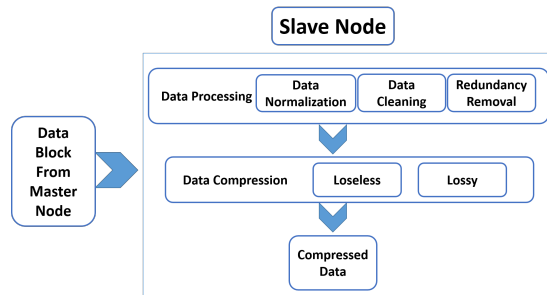 Slave Node
Data
Block
From
Master
Node
Data Processing
Data
Normalization
Data
Cleaning
Redundancy
Removal
Data Compression
Loseless
Lossy
Compressed
Data